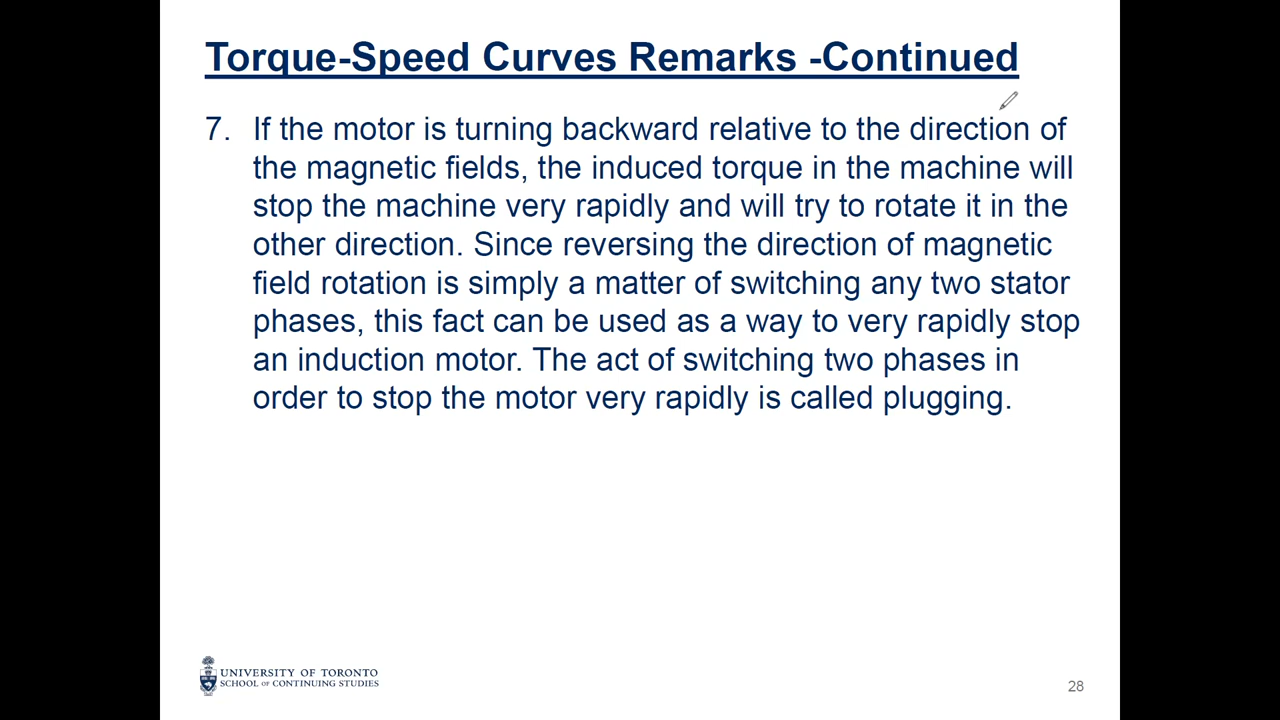 Torque-Speed Curves Remarks -Continued
7. If the motor is turning backward relative to the direction of
the magnetic fields, the induced torque in the machine will
stop the machine very rapidly and will try to rotate it in the
other direction. Since reversing the direction of magnetic
field rotation is simply a matter of switching any two stator
phases, this fact can be used as a way to very rapidly stop
an induction motor. The act of switching two phases in
order to stop the motor very rapidly is called plugging.
UNIVERSITY OF TORONTO
SCHOOL OF CONTINUING STUDIES
28